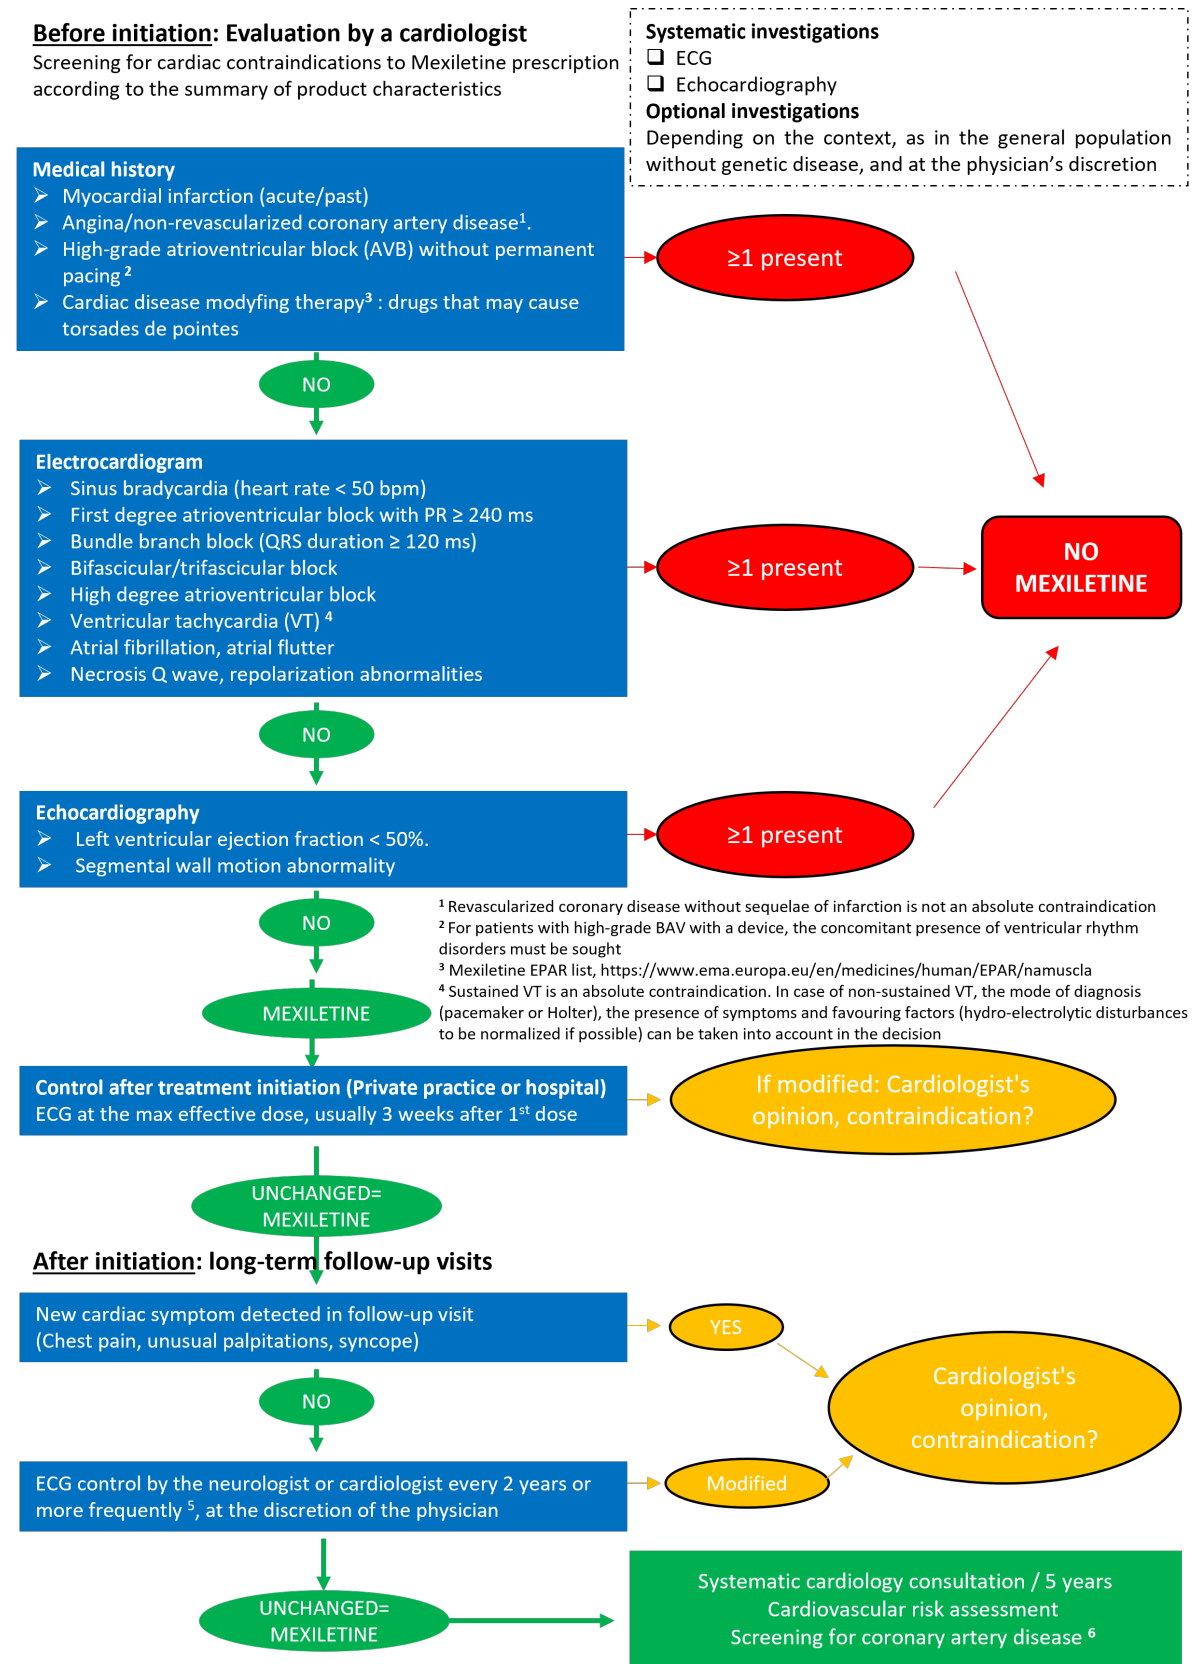 Before initiation: Evaluation by a cardiologist
Screening for cardiac contraindications to Mexiletine prescription
according to the summary of product characteristics
Systematic investigations
❑ ECG
❑ Echocardiography
Optional investigations
Depending on the context, as in the general population
without genetic disease, and at the physician’s discretion
Medical history
➢ Myocardial infarction (acute/past)
➢ Angina/non-revascularized coronary artery disease¹.
➢ High-grade atrioventricular block (AVB) without permanent
pacing ²
➢ Cardiac disease modyfing therapy³ : drugs that may cause
torsades de pointes
≥1 present
NO
Electrocardiogram
➢ Sinus bradycardia (heart rate < 50 bpm)
➢ First degree atrioventricular block with PR ≥ 240 ms
➢ Bundle branch block (QRS duration ≥ 120 ms)
➢ Bifascicular/trifascicular block
➢ High degree atrioventricular block
➢ Ventricular tachycardia (VT) ⁴
➢ Atrial fibrillation, atrial flutter
➢ Necrosis Q wave, repolarization abnormalities
≥1 present
NO
MEXILETINE
NO
Echocardiography
➢ Left ventricular ejection fraction < 50%.
➢ Segmental wall motion abnormality
≥1 present
NO
¹ Revascularized coronary disease without sequelae of infarction is not an absolute contraindication
² For patients with high-grade BAV with a device, the concomitant presence of ventricular rhythm
disorders must be sought
³ Mexiletine EPAR list, https://www.ema.europa.eu/en/medicines/human/EPAR/namuscla
⁴ Sustained VT is an absolute contraindication. In case of non-sustained VT, the mode of diagnosis
(pacemaker or Holter), the presence of symptoms and favouring factors (hydro-electrolytic disturbances
to be normalized if possible) can be taken into account in the decision
MEXILETINE
Control after treatment initiation (Private practice or hospital)
ECG at the max effective dose, usually 3 weeks after 1st dose
If modified: Cardiologist's
opinion, contraindication?
UNCHANGED=
MEXILETINE
After initiation: long-term follow-up visits
New cardiac symptom detected in follow-up visit
(Chest pain, unusual palpitations, syncope)
YES
Cardiologist's
opinion,
contraindication?
NO
ECG control by the neurologist or cardiologist every 2 years or
more frequently ⁵, at the discretion of the physician
Modified
UNCHANGED=
MEXILETINE
Systematic cardiology consultation / 5 years
Cardiovascular risk assessment
Screening for coronary artery disease ⁶